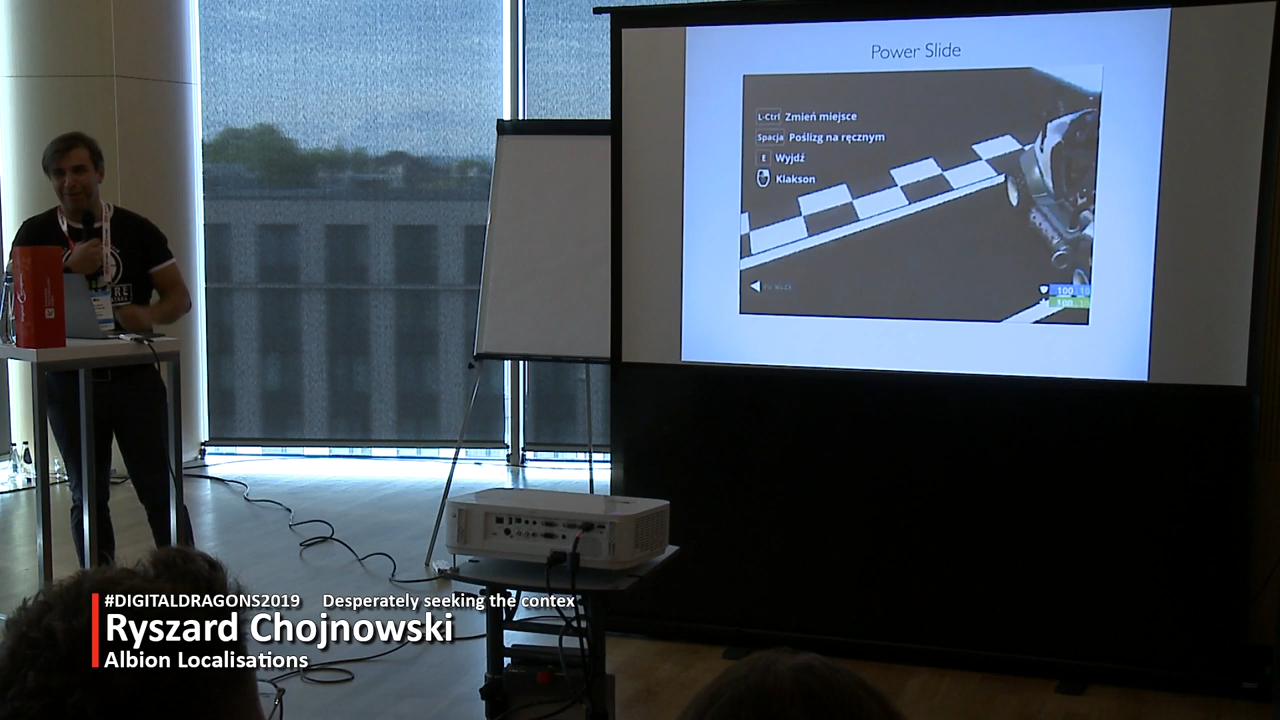 Power Slide
L-Ctrl Zmień miejsce
Spacja Poślizg na ręcznym
E Wyjdź
Klakson
100
100
#DIGITALDRAGONS2019 Desperately seeking the contex
Ryszard Chojnowski
Albion Localisations